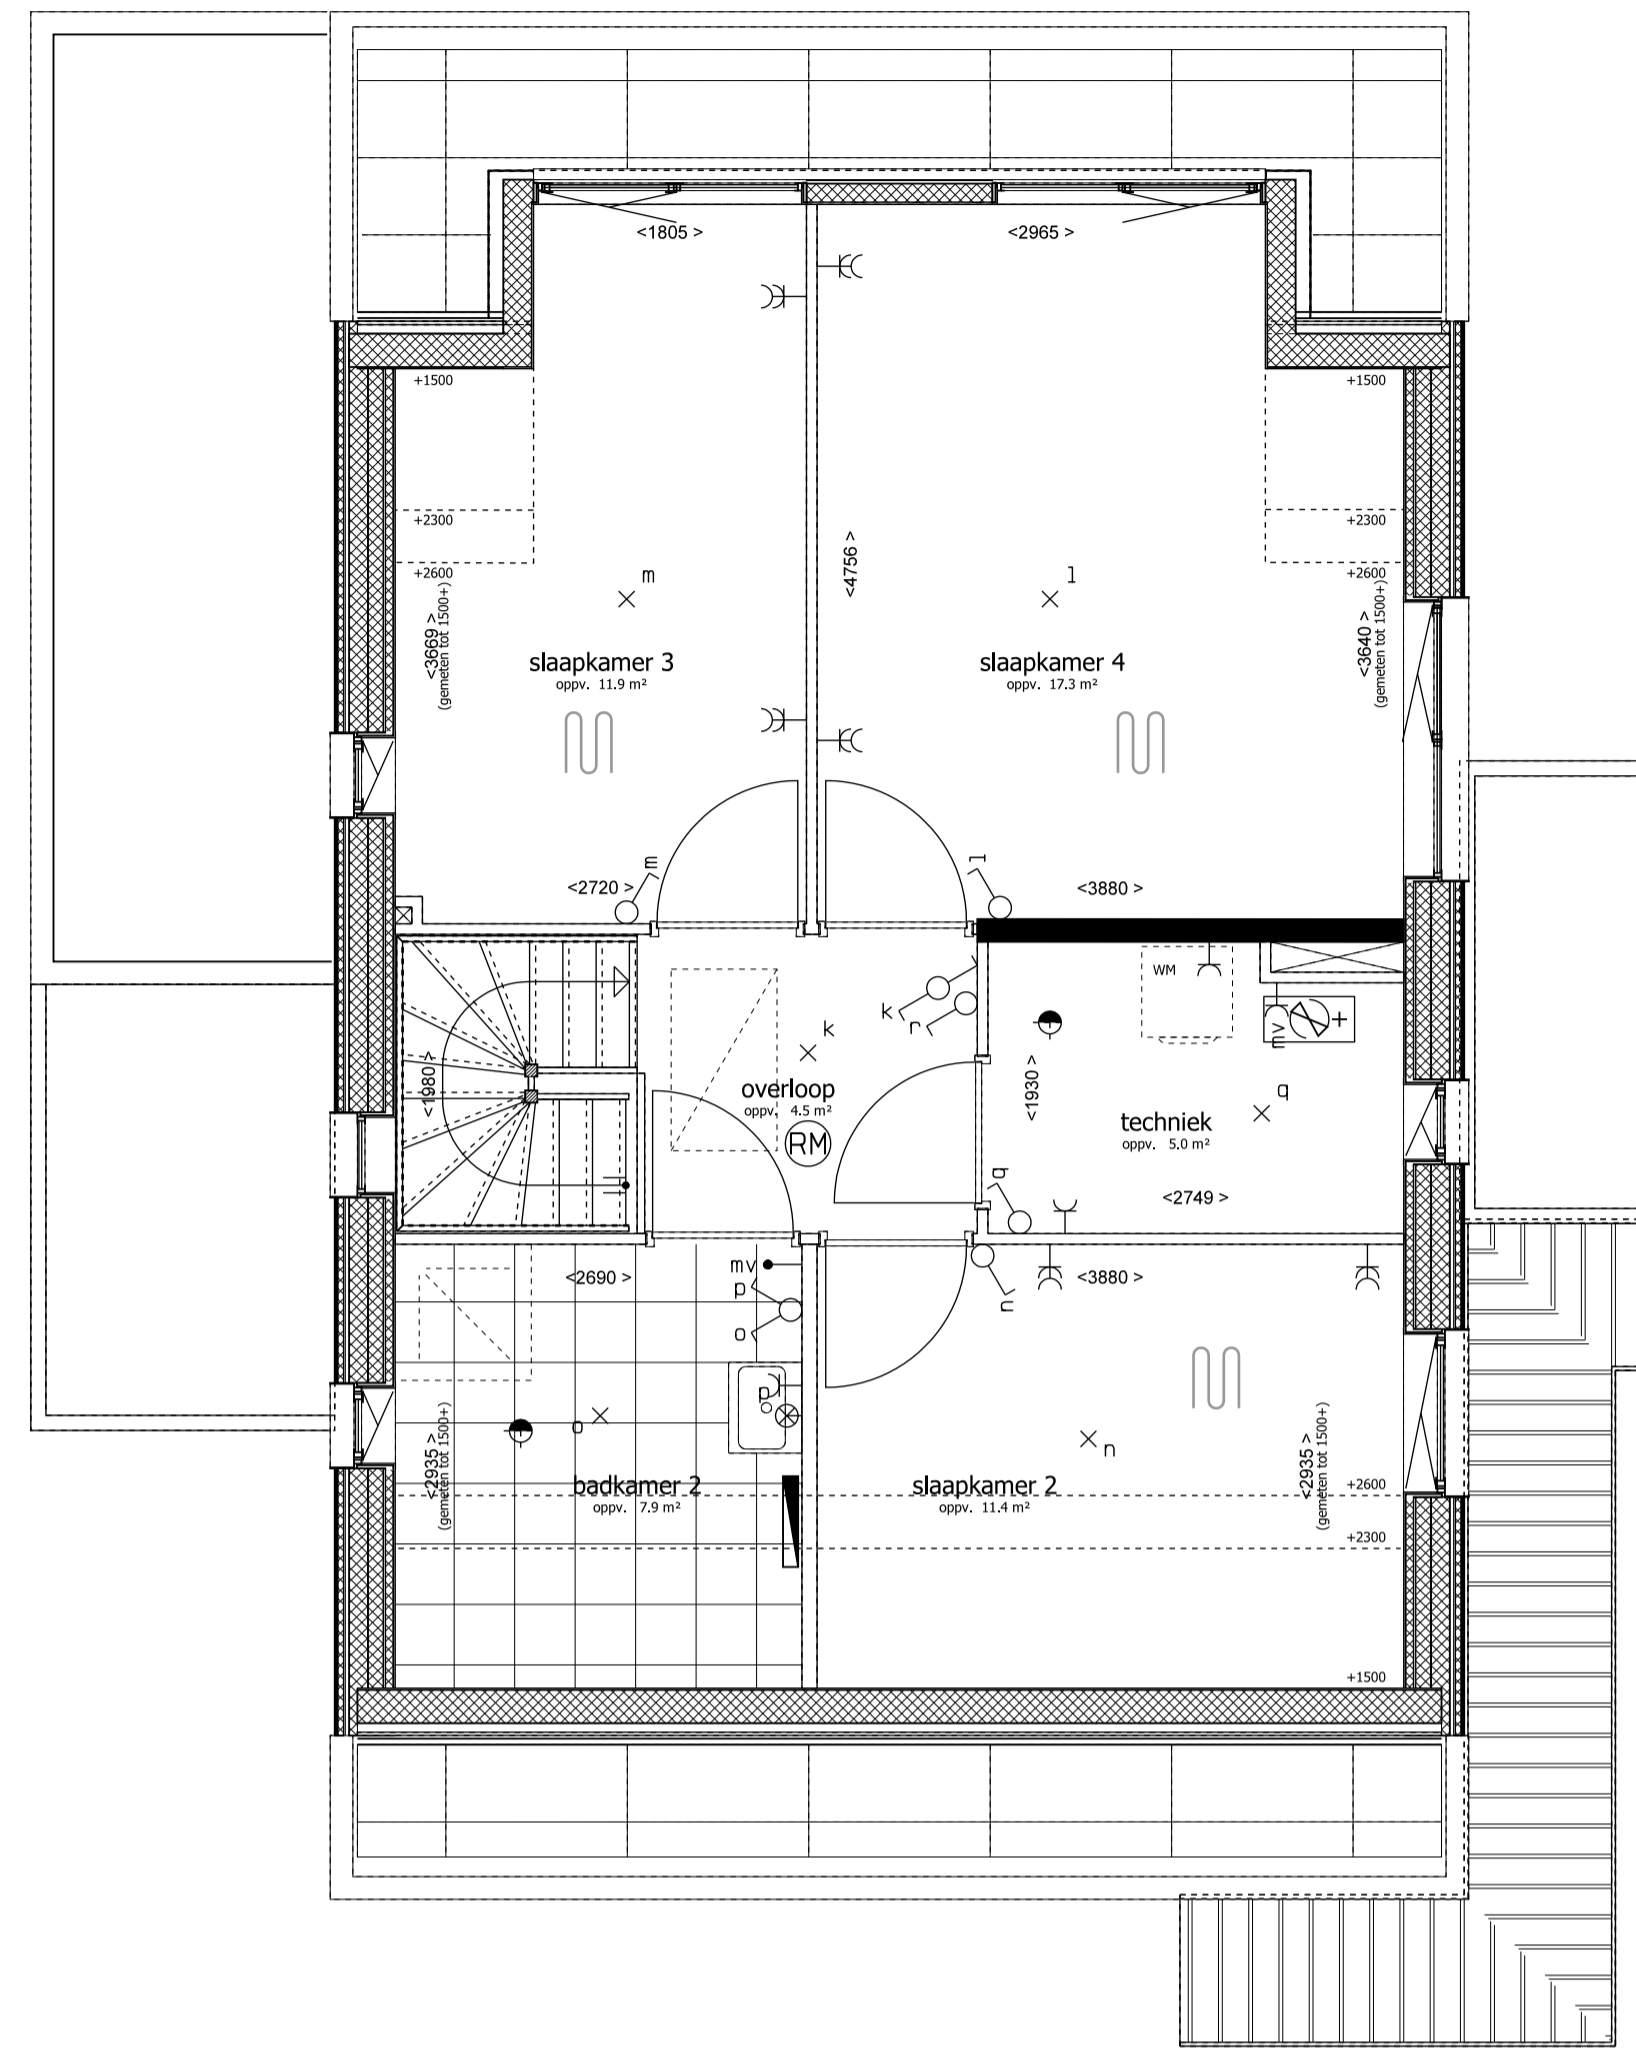 <1805 >
<2965 >
+1500
+1500
+2300
+2300
+2600
+2600
<4756 >
m
l
<3669 >
(gemeten tot 1500+)
<3640 >
(gemeten tot 1500+)
slaapkamer 3
oppv. 11.9 m²
slaapkamer 4
oppv. 17.3 m²
m
l
<2720 >
<3880 >
WM
k
r
k
mv
<1980>
<1930 >
overloop
oppv. 4.5 m²
RM
q
techniek
oppv. 5.0 m²
q
<2749 >
mv
<2690 >
p
o
n
<3880 >
p
o
n
<2935 >
(gemeten tot 1500+)
<2935 >
(gemeten tot 1500+)
badkamer 2
oppv. 7.9 m²
slaapkamer 2
oppv. 11.4 m²
+2600
+2300
+1500